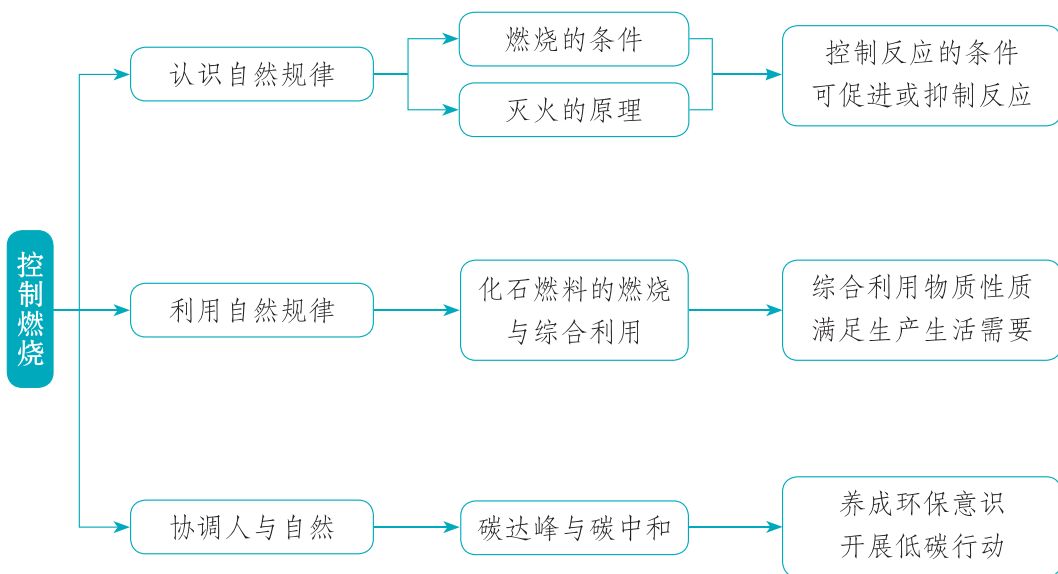 控制燃烧
认识自然规律
燃烧的条件
灭火的原理
控制反应的条件
可促进或抑制反应
利用自然规律
化石燃料的燃烧
与综合利用
综合利用物质性质
满足生产生活需要
协调人与自然
碳达峰与碳中和
养成环保意识
开展低碳行动